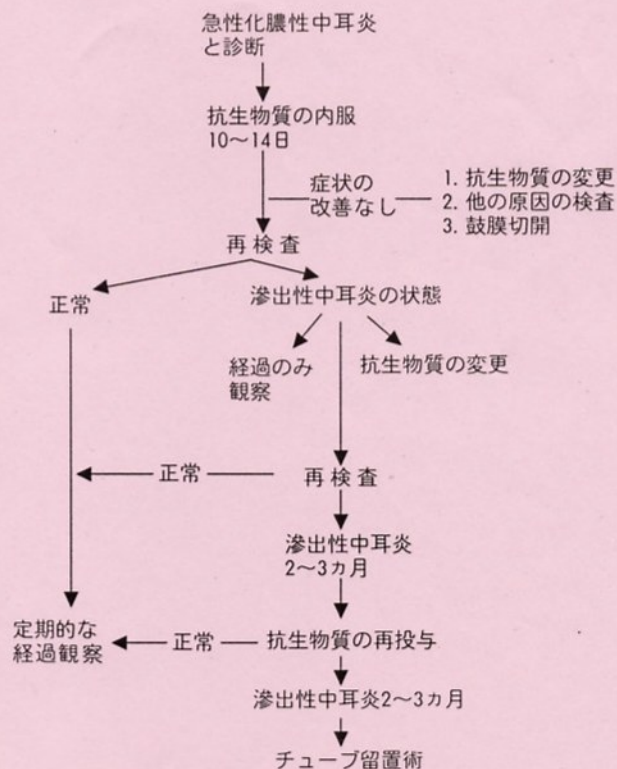 急性化膿性中耳炎
と診断
抗生物質の内服
10〜14日
症状の
改善なし
1. 抗生物質の変更
2. 他の原因の検査
3. 鼓膜切開
再検査
正常
滲出性中耳炎の状態
経過のみ
観察
抗生物質の変更
正常
再検査
滲出性中耳炎
2〜3ヵ月
定期的な
経過観察
正常
抗生物質の再投与
滲出性中耳炎2〜3ヵ月
チューブ留置術